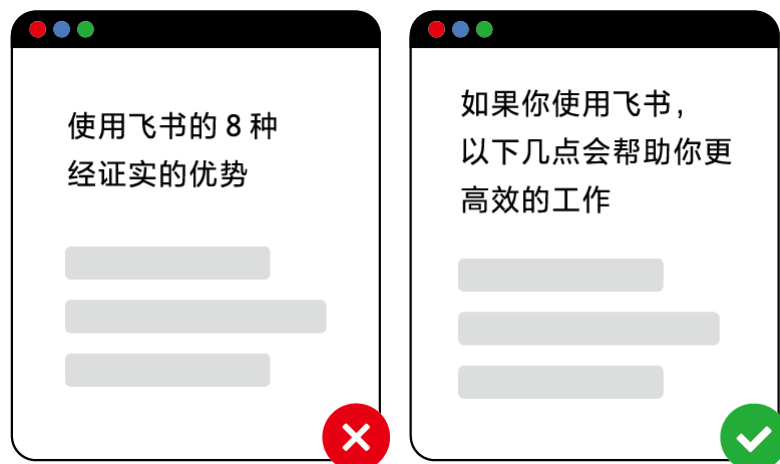 使用飞书的 8 种
经证实的优势
如果你使用飞书，
以下几点会帮助你更
高效的工作